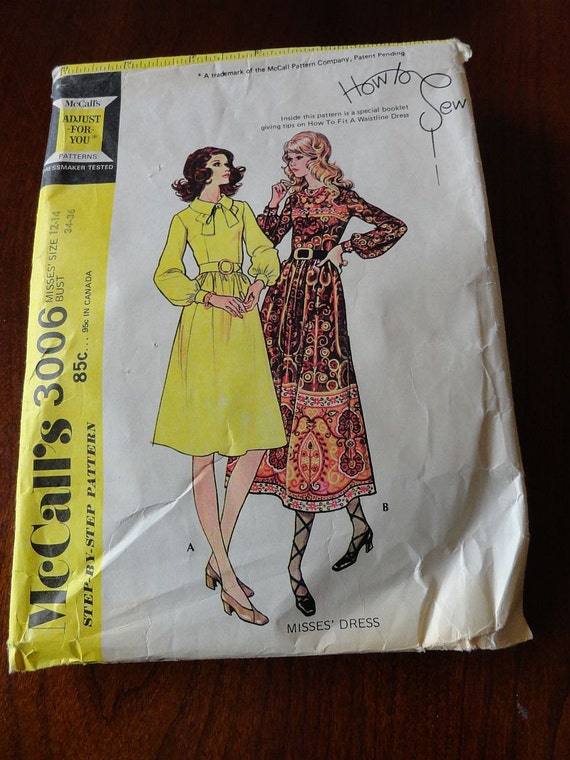 * A trademark of the McCall Pattern Company, Patent Pending
How to
Sew
Inside this pattern is a special booklet
giving tips on How To Fit A Waistline Dress
McCall's
ADJUST
-FOR-
YOU*
PATTERNS
DRESSMAKER TESTED
McCall's 3006 MISSES' SIZE 12-14
BUST 34-36
85c... 95c IN CANADA
STEP-BY-STEP PATTERN
A
B
MISSES' DRESS